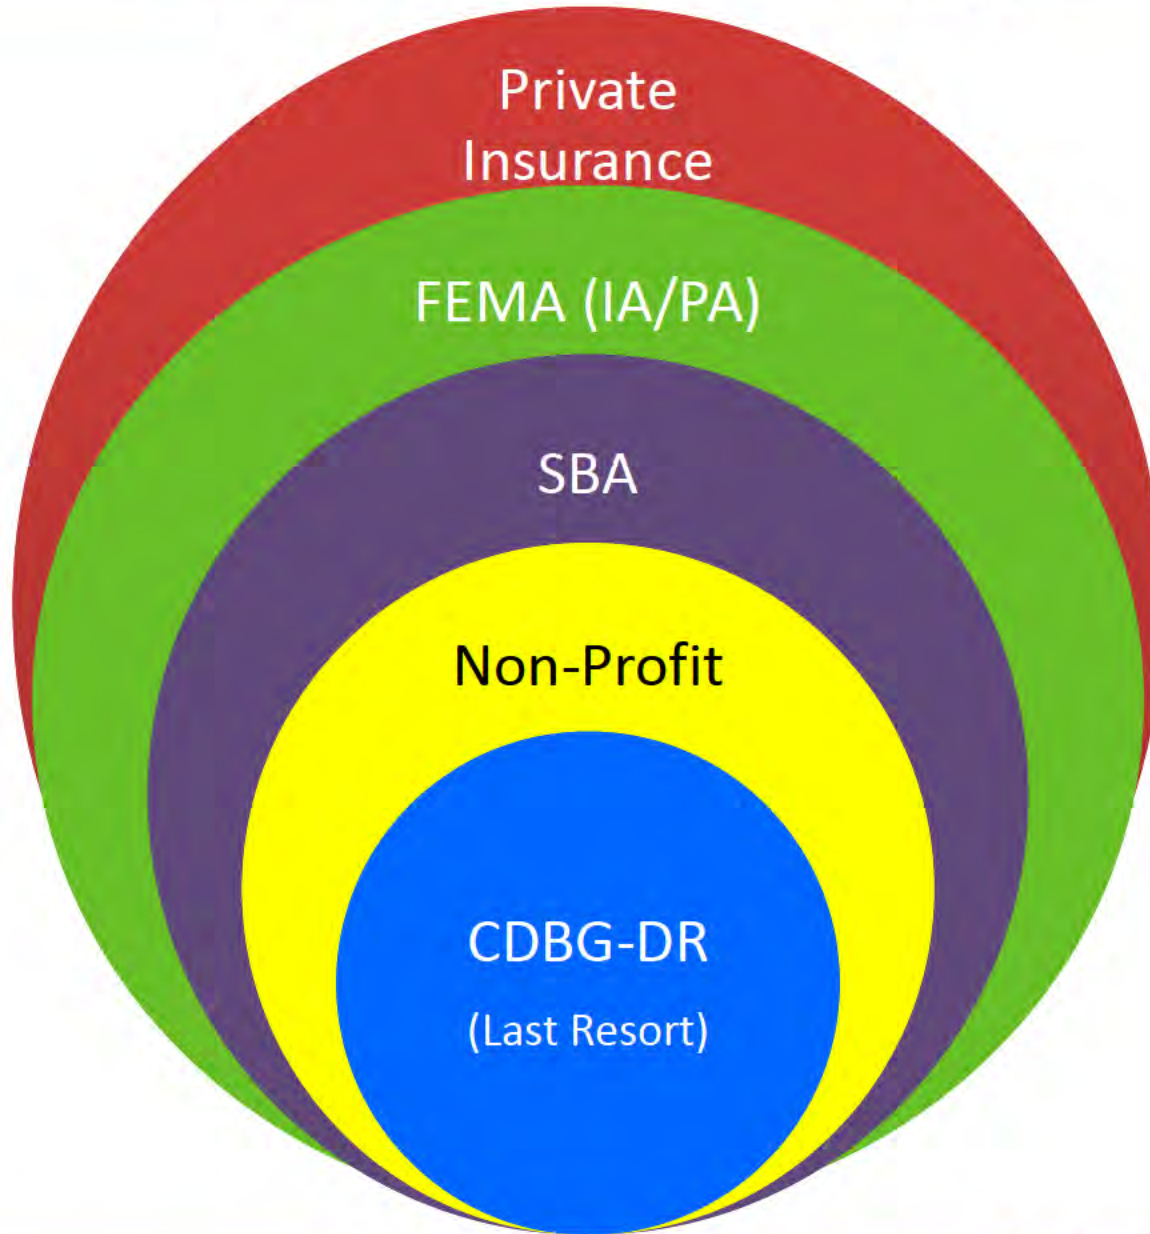 Private
Insurance
FEMA (IA/PA)
SBA
Non-Profit
CDBG-DR
(Last Resort)